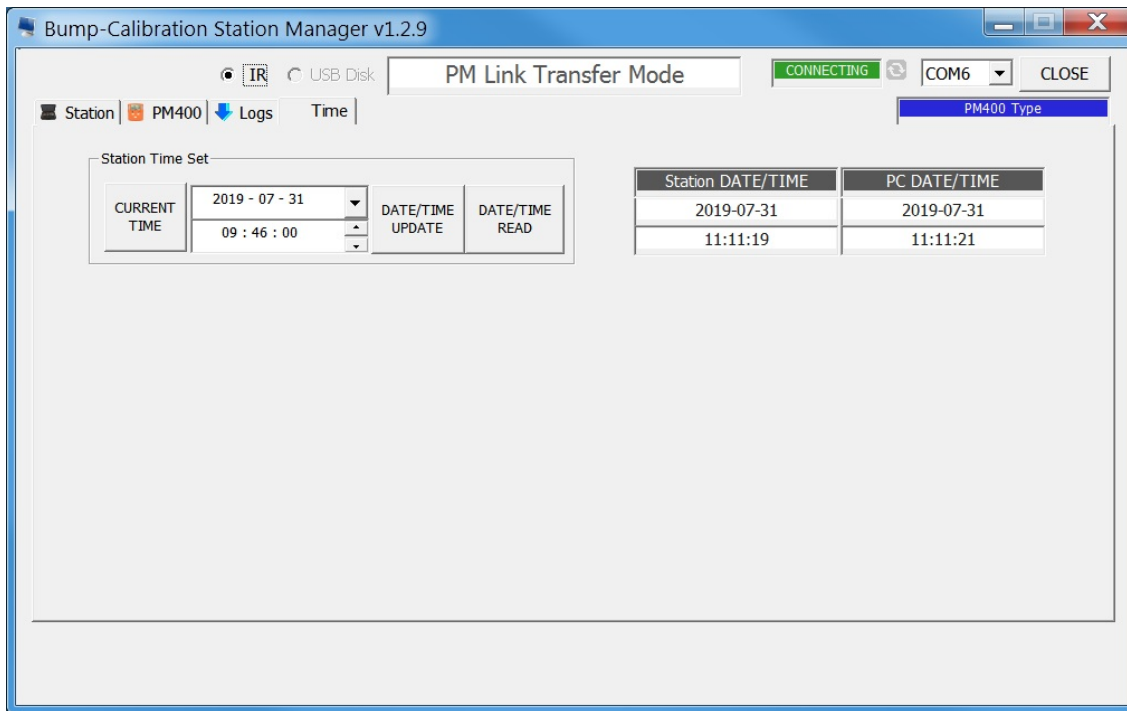 Bump-Calibration Station Manager v1.2.9
IR USB Disk PM Link Transfer Mode CONNECTING COM6 CLOSE
Station PM400 Logs Time PM400 Type
Station Time Set
CURRENT TIME
2019 - 07 - 31
09 : 46 : 00
DATE/TIME UPDATE
DATE/TIME READ
Station DATE/TIME PC DATE/TIME
2019-07-31 2019-07-31
11:11:19 11:11:21